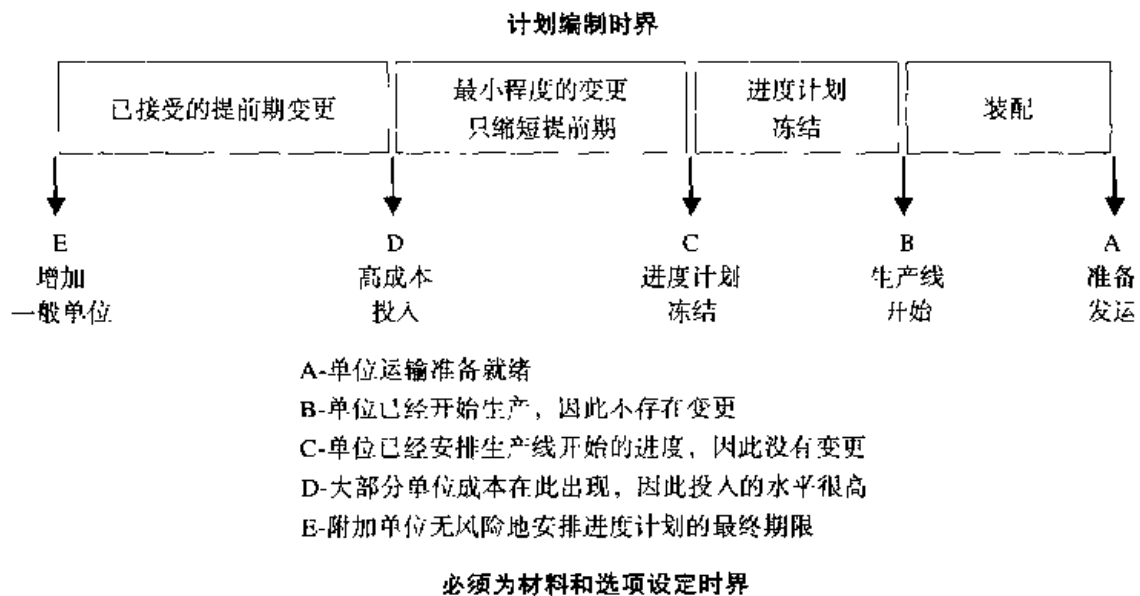 计划编制时界
已接受的提前期变更
最小程度的变更
只缩短提前期
进度计划
冻结
装配
E
增加
一般单位
D
高成本
投入
C
进度计划
冻结
B
生产线
开始
A
准备
发运
A-单位运输准备就绪
B-单位已经开始生产，因此不存在变更
C-单位已经安排生产线开始的进度，因此没有变更
D-大部分单位成本在此出现，因此投入的水平很高
E-附加单位无风险地安排进度计划的最终期限
必须为材料和选项设定时界